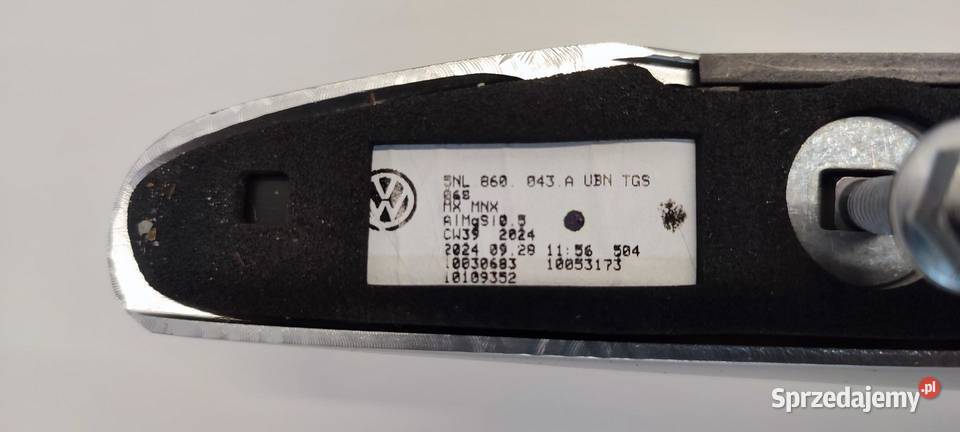 5NL 860. 043.A UBN TGS
868
MX MNX
AlMgSi0.5
CW39 2024
2024.09.28 11:56 504
10030683 10053173
10109352
Sprzedajemy.pl